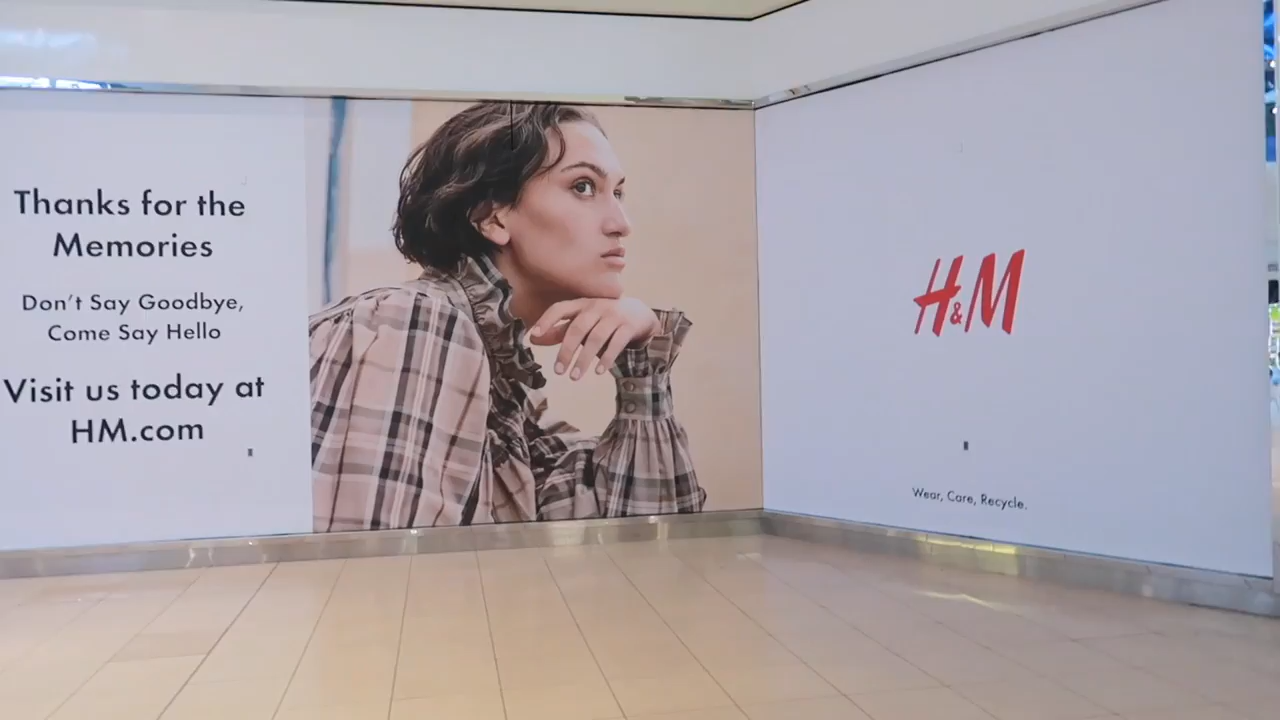 Thanks for the
Memories
Don't Say Goodbye,
Come Say Hello
Visit us today at
HM.com
H&M
Wear, Care, Recycle.